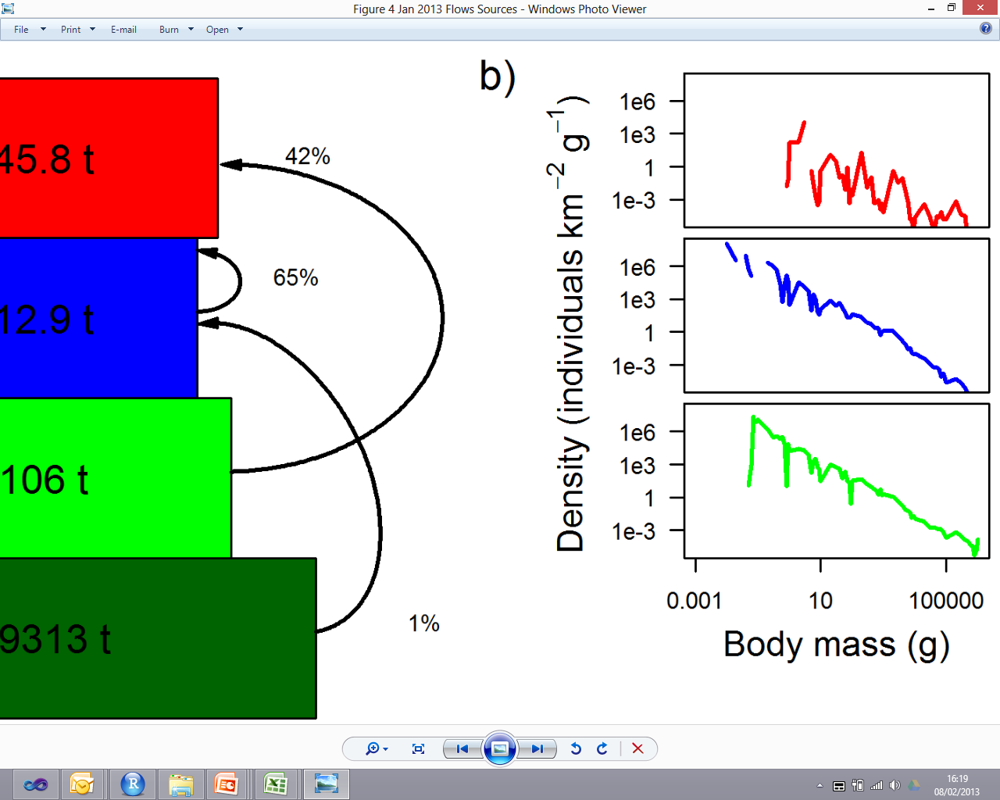 Figure 4 Jan 2013 Flows Sources - Windows Photo Viewer
File Print E-mail Burn Open
45.8 t
12.9 t
106 t
9313 t
42%
65%
1%
b)
Density (individuals km−2 g−1)
1e6
1e3
1
1e-3
1e6
1e3
1
1e-3
1e6
1e3
1
1e-3
0.001 10 100000
Body mass (g)
16:19
08/02/2013